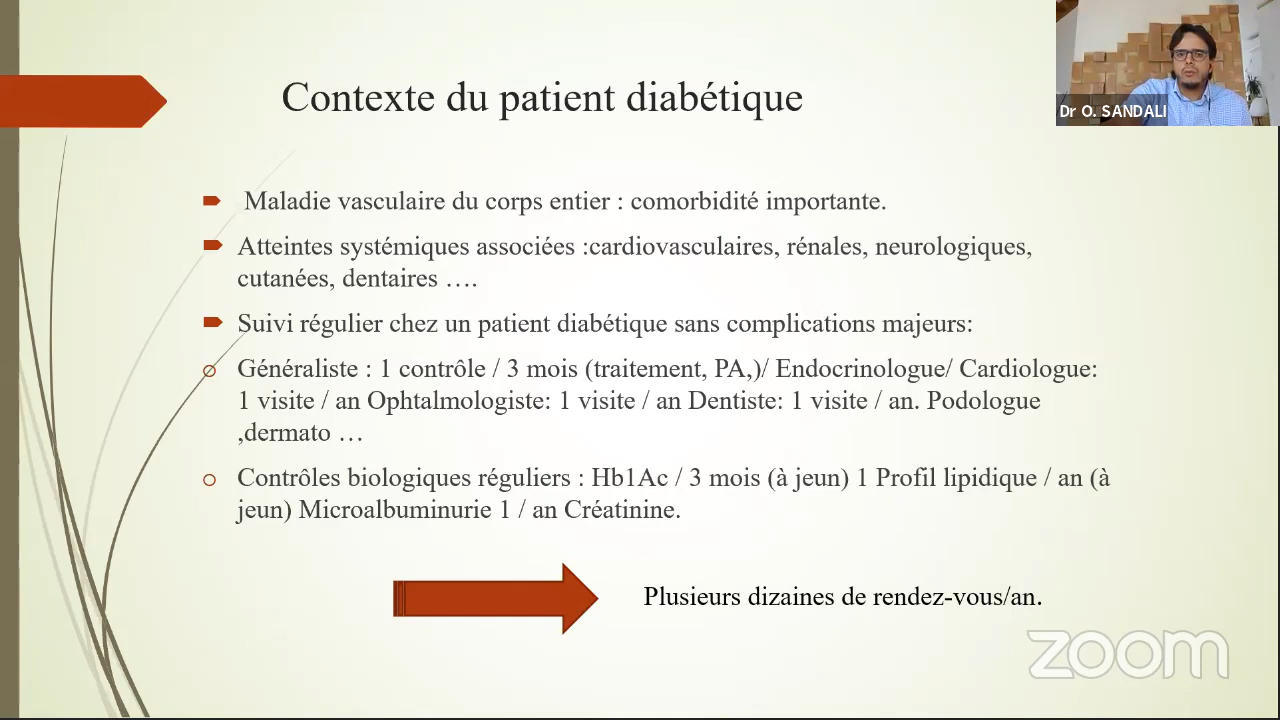 Contexte du patient diabétique
Dr O. SANDALI
Maladie vasculaire du corps entier : comorbidité importante.
Atteintes systémiques associées :cardiovasculaires, rénales, neurologiques,
cutanées, dentaires ….
Suivi régulier chez un patient diabétique sans complications majeurs:
Généraliste : 1 contrôle / 3 mois (traitement, PA,)/ Endocrinologue/ Cardiologue:
1 visite / an Ophtalmologiste: 1 visite / an Dentiste: 1 visite / an. Podologue
,dermato …
Contrôles biologiques réguliers : Hb1Ac / 3 mois (à jeun) 1 Profil lipidique / an (à
jeun) Microalbuminurie 1 / an Créatinine.
Plusieurs dizaines de rendez-vous/an.
zoom